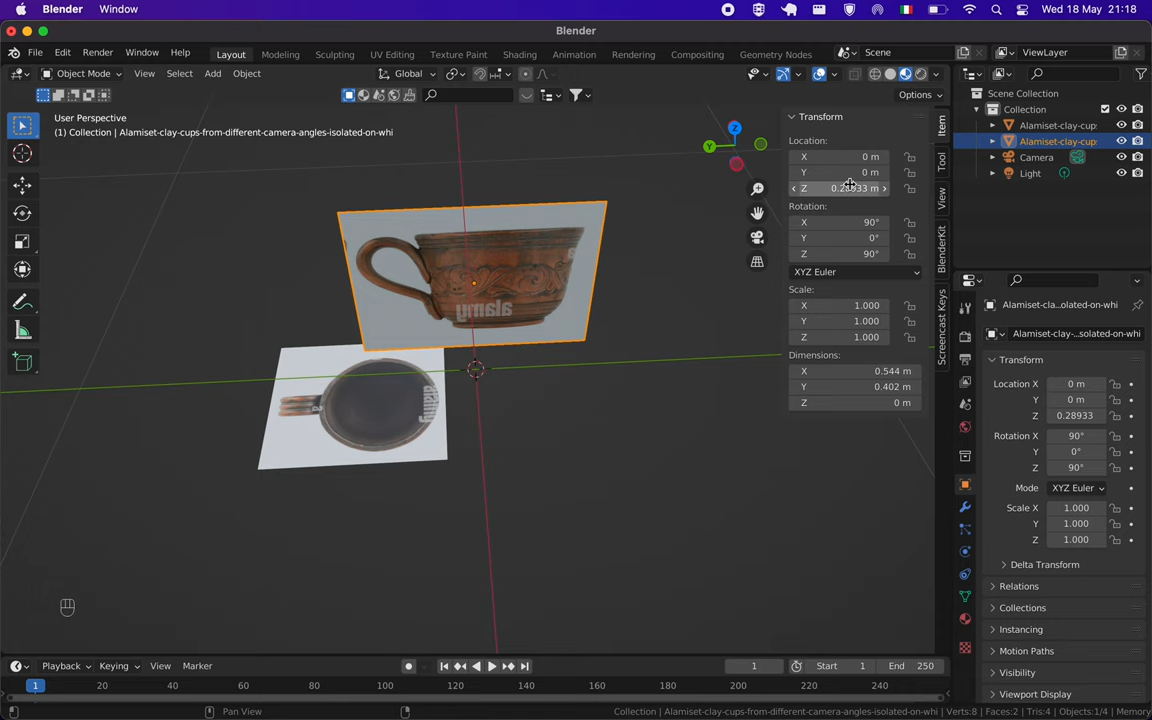 Blender Window Wed 18 May 21:18
Blender
File Edit Render Window Help Layout Modeling Sculpting UV Editing Texture Paint Shading Animation Rendering Compositing Geometry Nodes Scene ViewLayer
Object Mode View Select Add Object Global
Options
User Perspective
(1) Collection | Alamiset-clay-cups-from-different-camera-angles-isolated-on-whi
Z
Y
alamy
a
alamy
Transform
Location:
X 0 m
Y 0 m
Z 0.28933 m
Rotation:
X 90°
Y 0°
Z 90°
XYZ Euler
Scale:
X 1.000
Y 1.000
Z 1.000
Dimensions:
X 0.544 m
Y 0.402 m
Z 0 m
Item
Tool
View
BlenderKit
Screencast Keys
Scene Collection
Collection
Alamiset-clay-cup
Alamiset-clay-cup
Camera
Light
Alamiset-cla...olated-on-whi
Alamiset-clay-...solated-on-whi
Transform
Location X 0 m
Y 0 m
Z 0.28933
Rotation X 90°
Y 0°
Z 90°
Mode XYZ Euler
Scale X 1.000
Y 1.000
Z 1.000
Delta Transform
Relations
Collections
Instancing
Motion Paths
Visibility
Viewport Display
Playback Keying View Marker 1 Start 1 End 250
1 20 40 60 80 100 120 140 160 180 200 220 240
Pan View Collection | Alamiset-clay-cups-from-different-camera-angles-isolated-on-whi | Verts:8 | Faces:2 | Tris:4 | Objects:1/4 | Memory